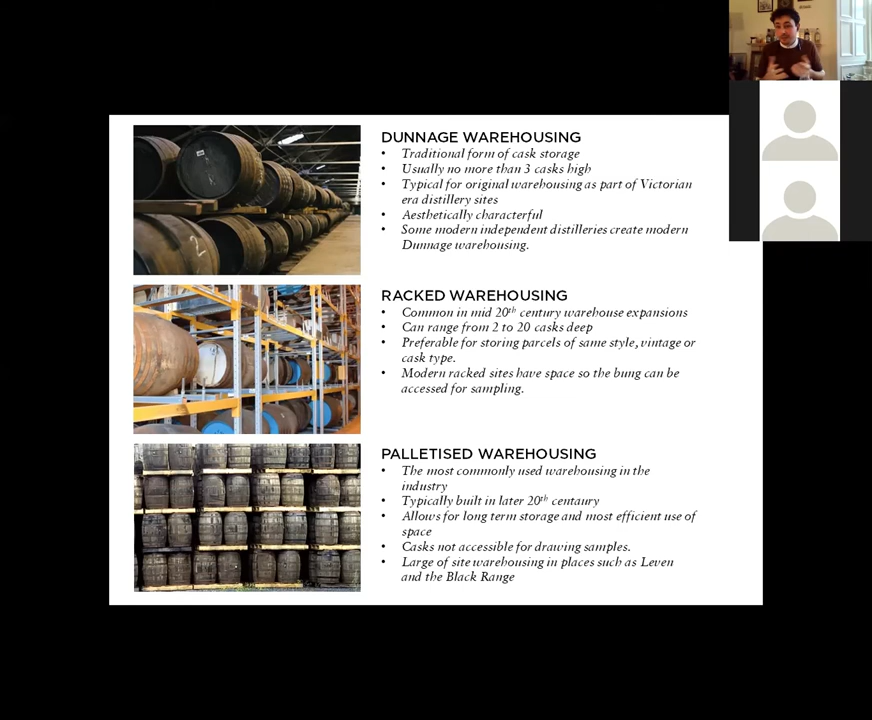 DUNNAGE WAREHOUSING
• Traditional form of cask storage
• Usually no more than 3 casks high
• Typical for original warehousing as part of Victorian
era distillery sites
• Aesthetically characterful
• Some modern independent distilleries create modern
Dunnage warehousing.
RACKED WAREHOUSING
• Common in mid 20th century warehouse expansions
• Can range from 2 to 20 casks deep
• Preferable for storing parcels of same style, vintage or
cask type.
• Modern racked sites have space so the bung can be
accessed for sampling.
PALLETISED WAREHOUSING
• The most commonly used warehousing in the
industry
• Typically built in later 20th centaury
• Allows for long term storage and most efficient use of
space
• Casks not accessible for drawing samples.
• Large of site warehousing in places such as Leven
and the Black Range